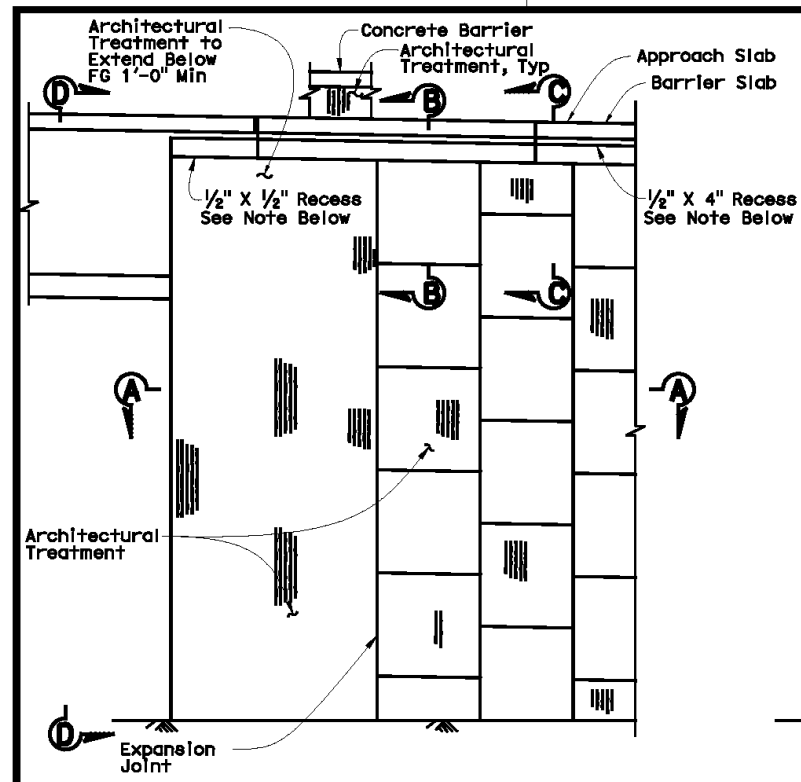 Architectural
Treatment to
Extend Below
FG 1'-0" Min
Concrete Barrier
Architectural
Treatment, Typ
Approach Slab
Barrier Slab
D
B
C
1/2" X 1/2" Recess
See Note Below
1/2" X 4" Recess
See Note Below
B
C
A
A
Architectural
Treatment
D
Expansion
Joint